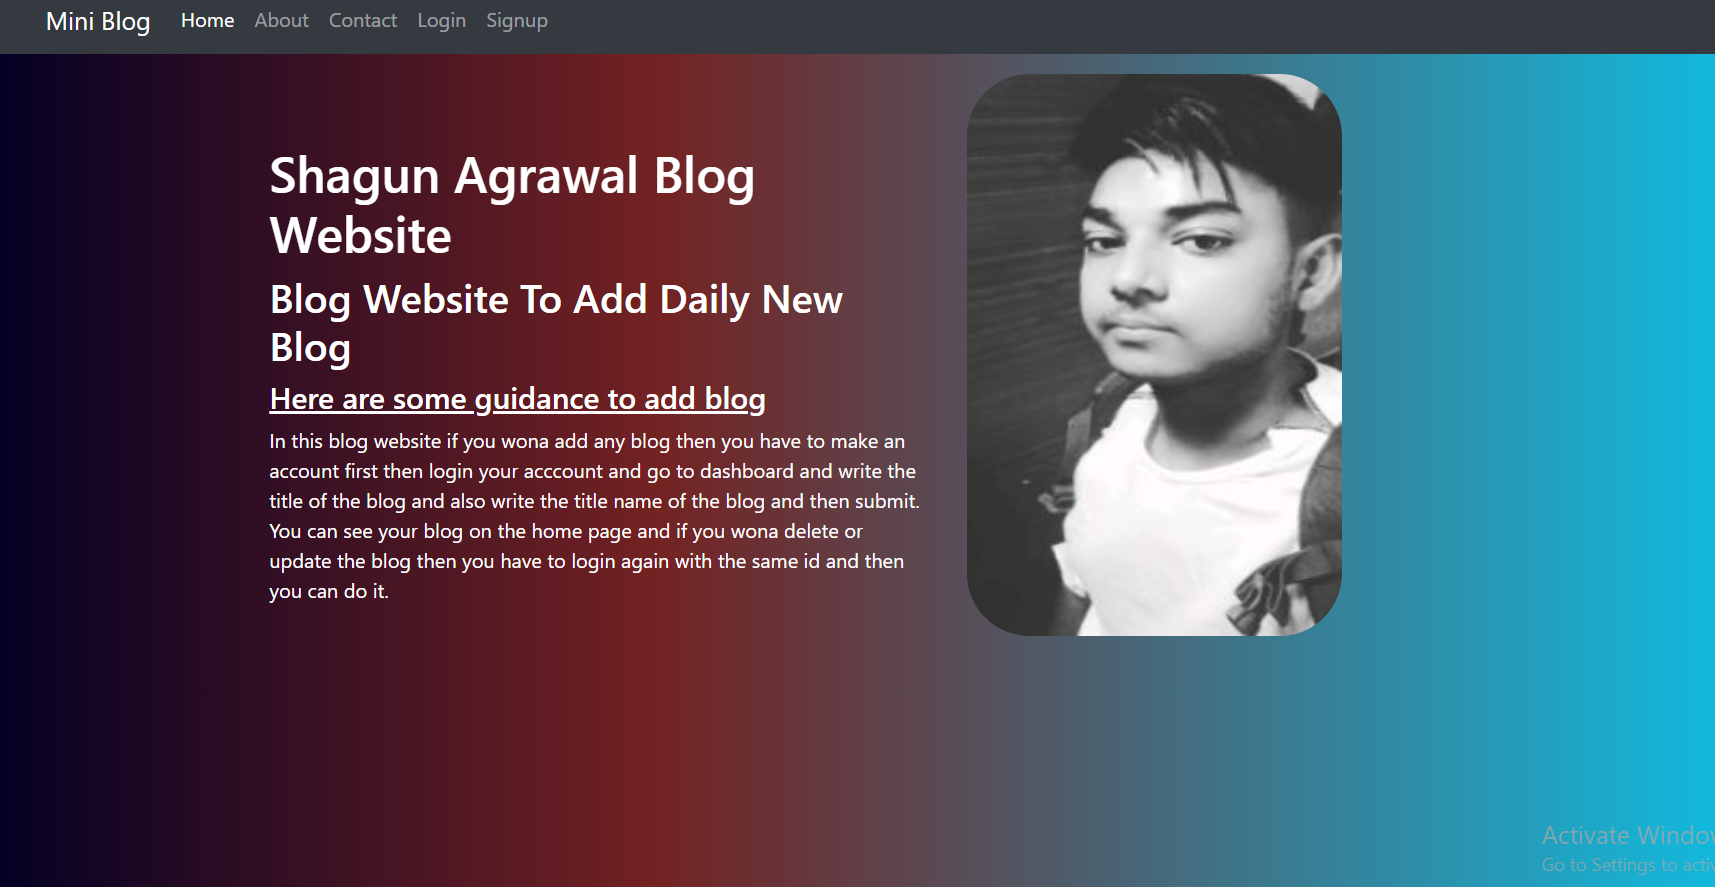 Mini Blog Home About Contact Login Signup
Shagun Agrawal Blog
Website
Blog Website To Add Daily New
Blog
Here are some guidance to add blog
In this blog website if you wona add any blog then you have to make an
account first then login your acccount and go to dashboard and write the
title of the blog and also write the title name of the blog and then submit.
You can see your blog on the home page and if you wona delete or
update the blog then you have to login again with the same id and then
you can do it.
Activate Window
Go to Settings to activ